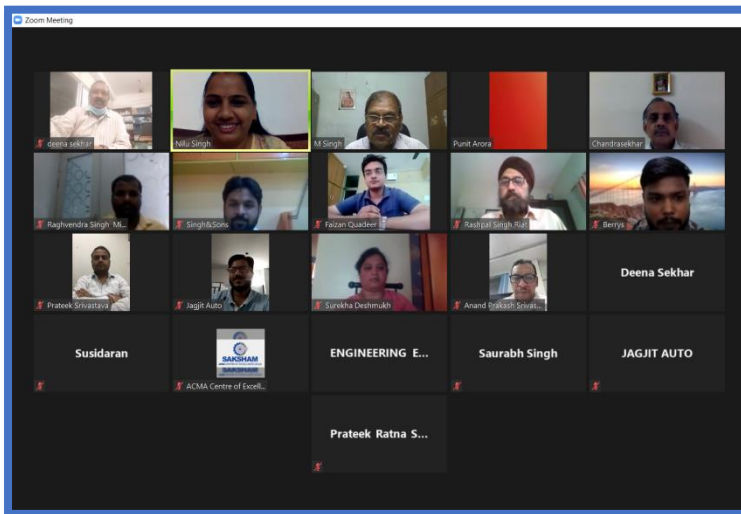 Zoom Meeting
deena sekhar
Nilu Singh
M Singh
Punit Arora
Chandrasekhar
Raghvendra Singh Mi...
Singh&Sons
Faizan Quadeer
Rashpal Singh Riat
Berrys
Prateek Srivastava
Jagjit Auto
Surekha Deshmukh
Anand Prakash Srivas...
Deena Sekhar
Susidaran
SAKSHAM
ACMA Centre of Excell...
ENGINEERING E...
Saurabh Singh
JAGJIT AUTO
Prateek Ratna S...